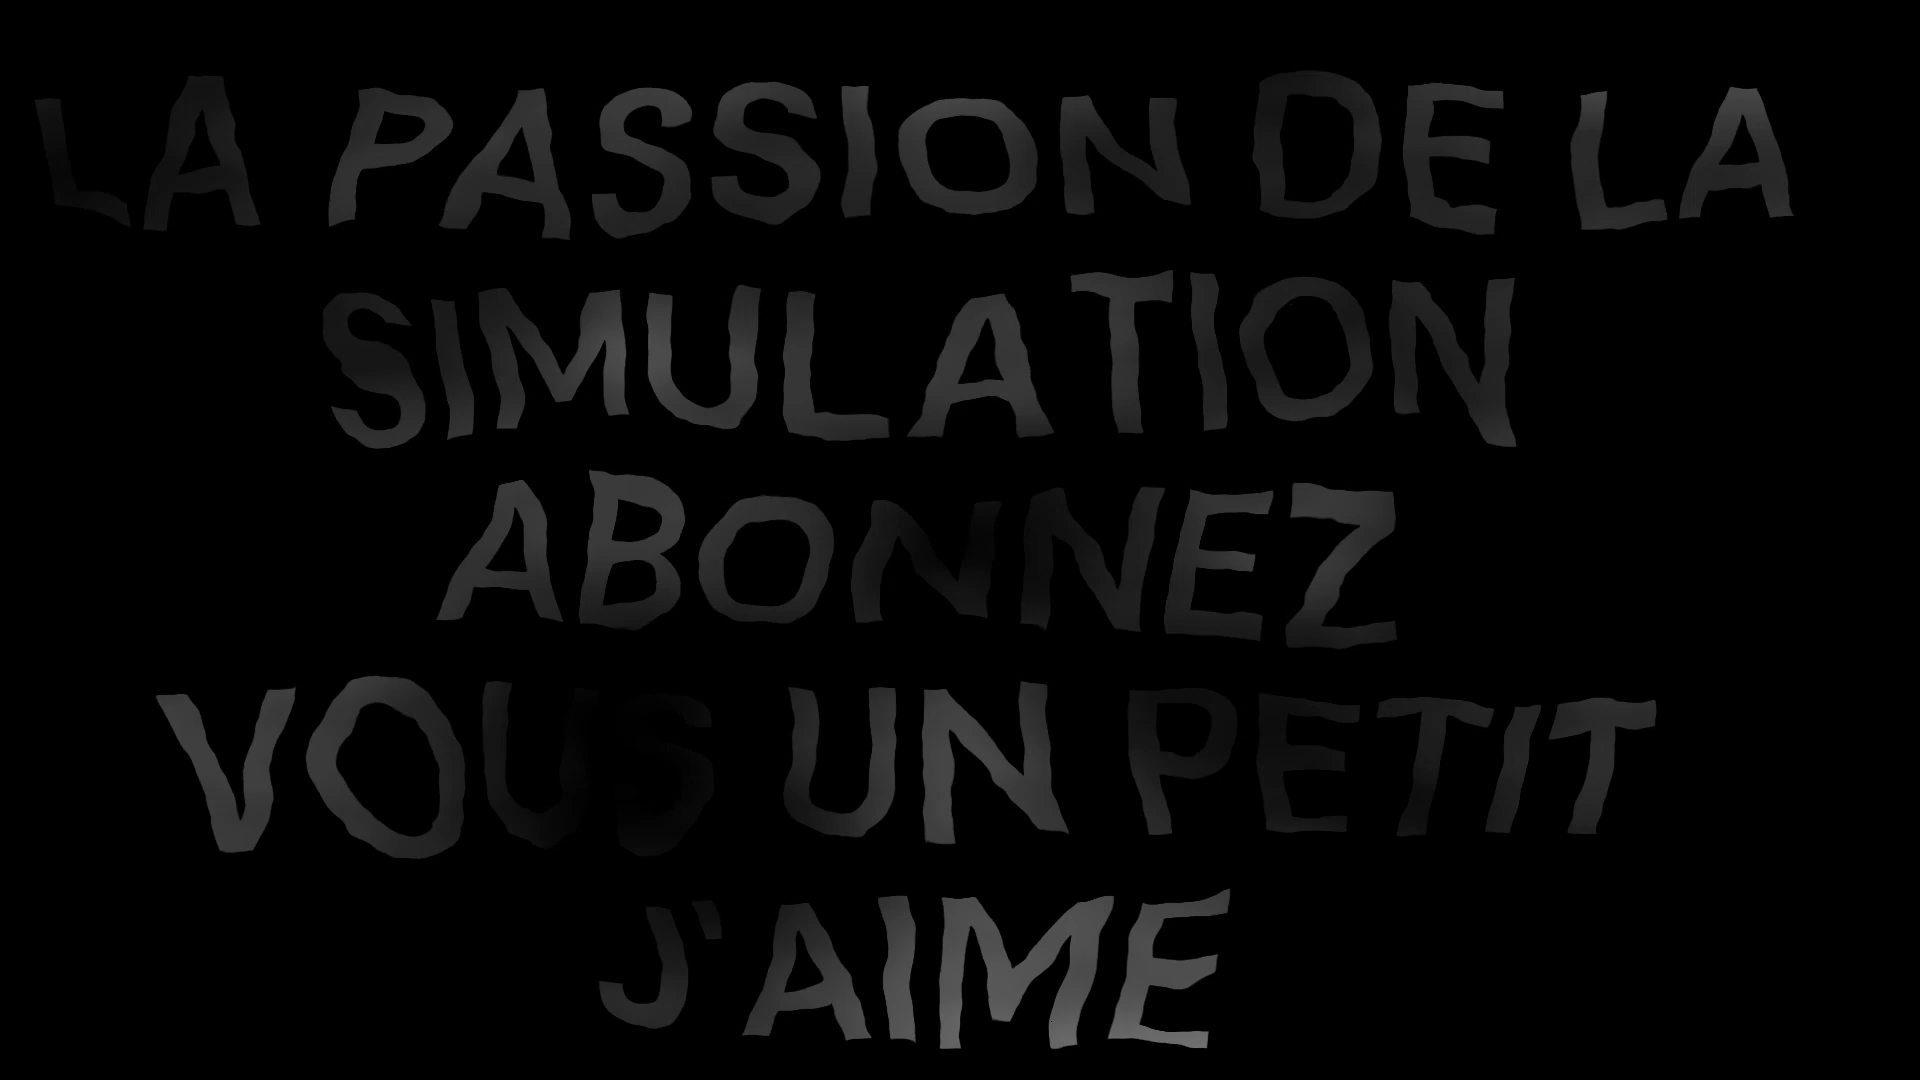 LA PASSION DE LA
SIMULATION
ABONNEZ
VOUS UN PETIT
J'AIME